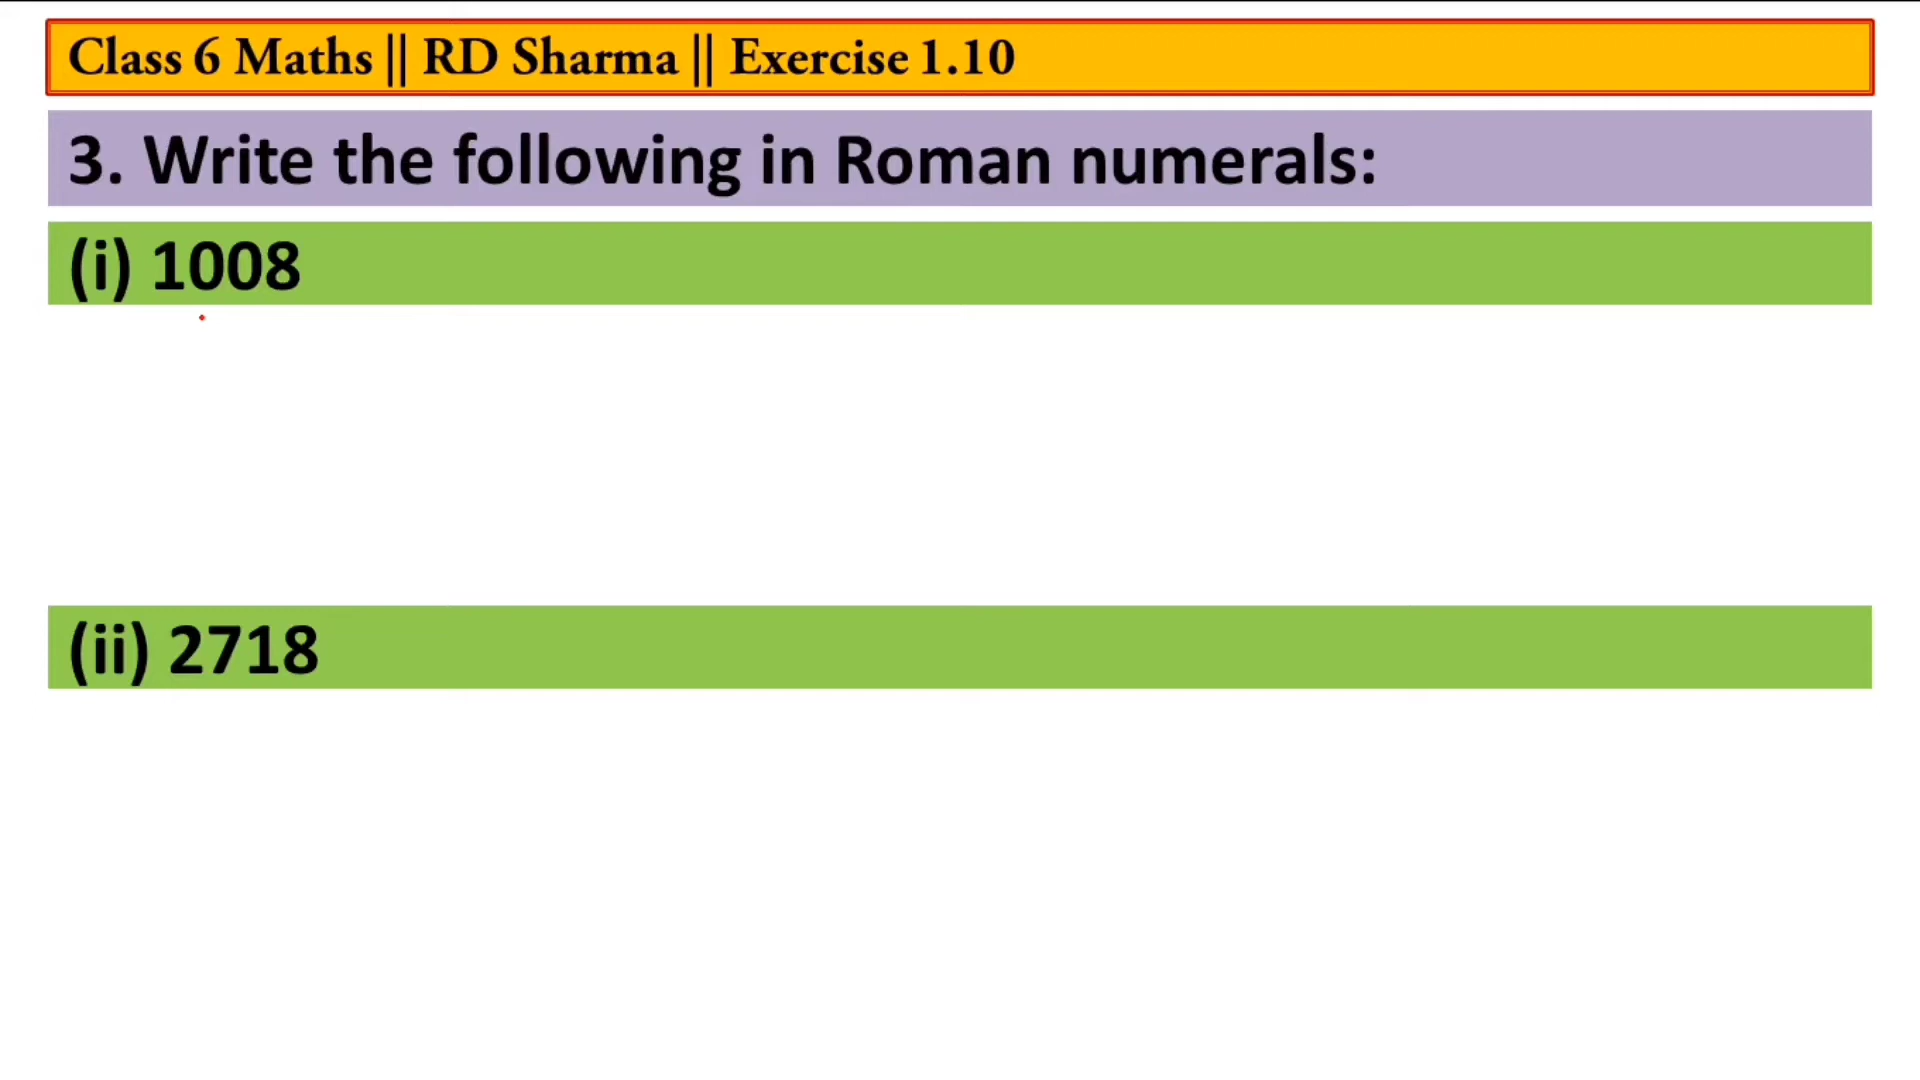 Class 6 Maths || RD Sharma || Exercise 1.10
3. Write the following in Roman numerals:
(i) 1008
(ii) 2718